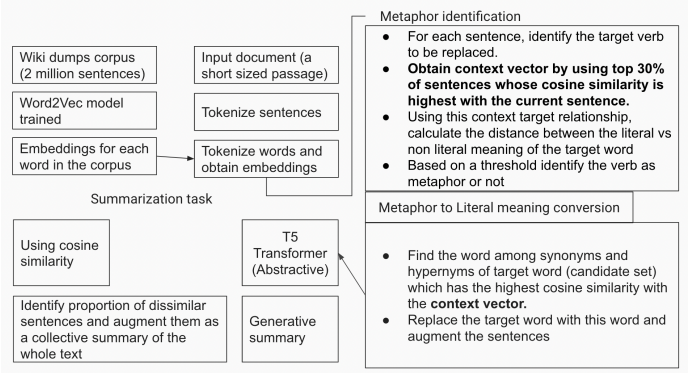 Metaphor identification
Wiki dumps corpus
(2 million sentences)
Input document (a
short sized passage)
Word2Vec model
trained
Tokenize sentences
Embeddings for each
word in the corpus
Tokenize words and
obtain embeddings
● For each sentence, identify the target verb
to be replaced.
● Obtain context vector by using top 30%
of sentences whose cosine similarity is
highest with the current sentence.
● Using this context target relationship,
calculate the distance between the literal vs
non literal meaning of the target word
● Based on a threshold identify the verb as
metaphor or not
Summarization task
Metaphor to Literal meaning conversion
Using cosine
similarity
T5
Transformer
(Abstractive)
Identify proportion of dissimilar
sentences and augment them as
a collective summary of the
whole text
Generative
summary
● Find the word among synonyms and
hypernyms of target word (candidate set)
which has the highest cosine similarity with
the context vector.
● Replace the target word with this word and
augment the sentences